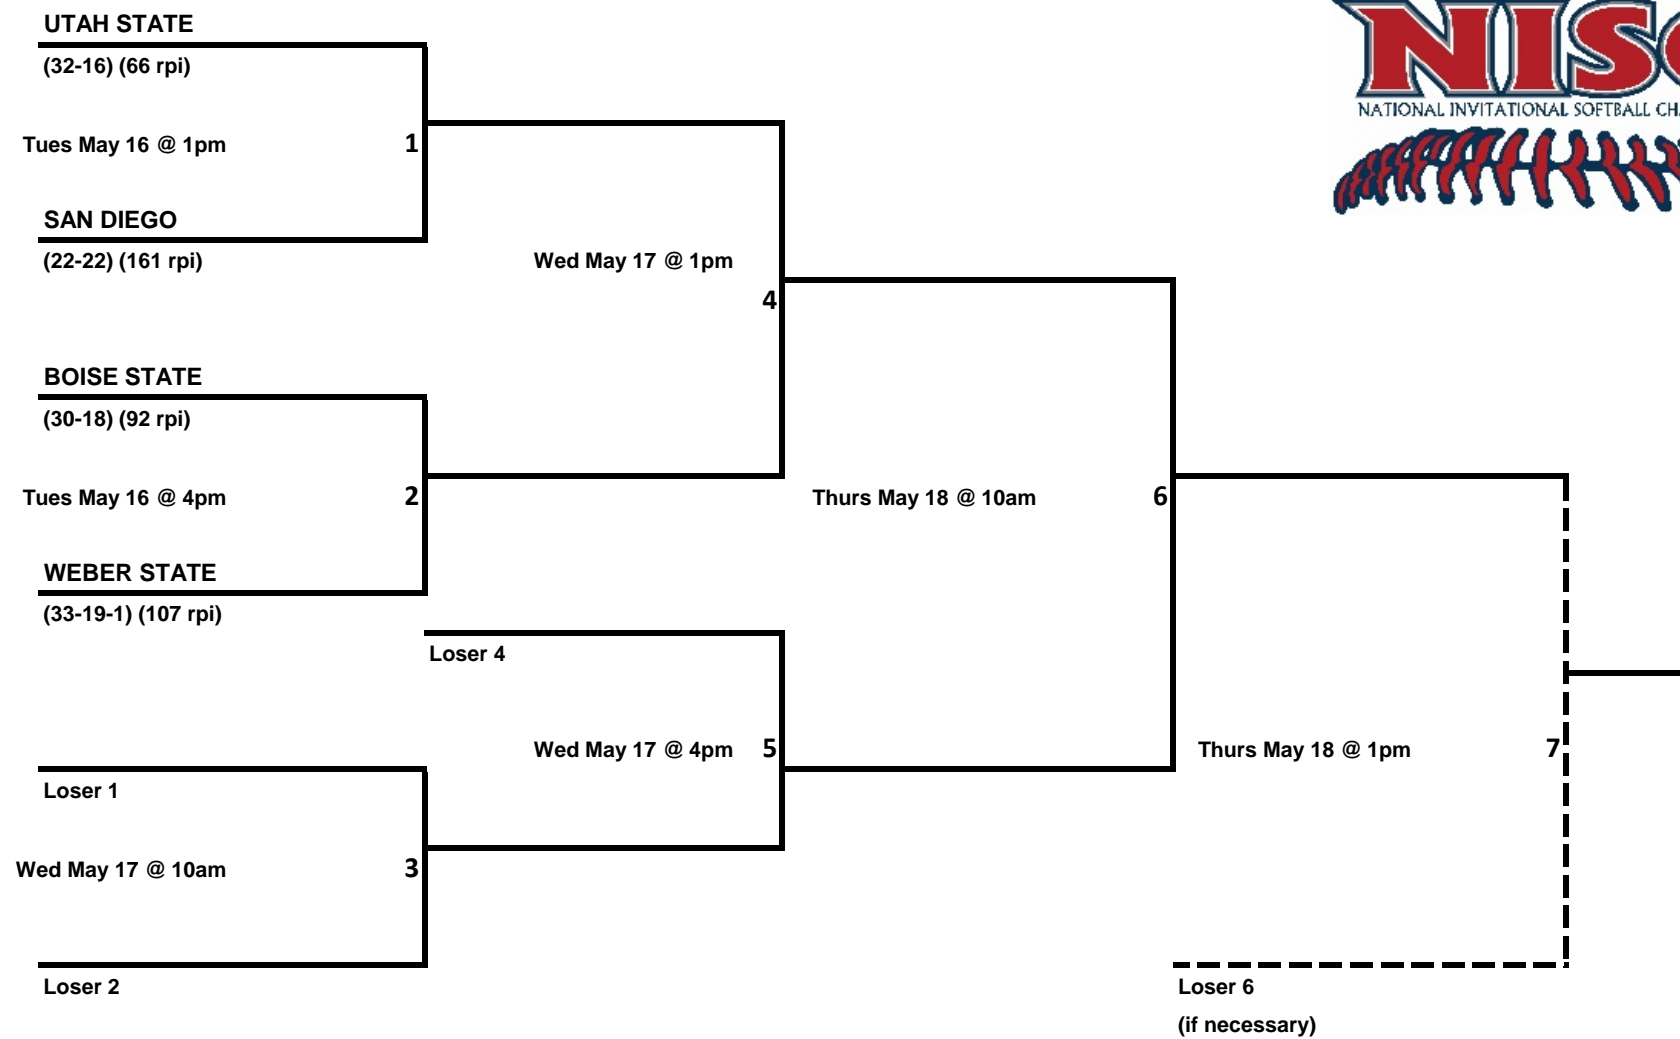 UTAH STATE
(32-16) (66 rpi)
Tues May 16 @ 1pm
1
SAN DIEGO
(22-22) (161 rpi)
Wed May 17 @ 1pm
4
BOISE STATE
(30-18) (92 rpi)
Tues May 16 @ 4pm
2
Thurs May 18 @ 10am
6
WEBER STATE
(33-19-1) (107 rpi)
Loser 4
Wed May 17 @ 4pm
5
Thurs May 18 @ 1pm
7
Loser 1
Wed May 17 @ 10am
3
Loser 2
Loser 6
(if necessary)
NIS
NATIONAL INVITATIONAL SOFTBALL CH